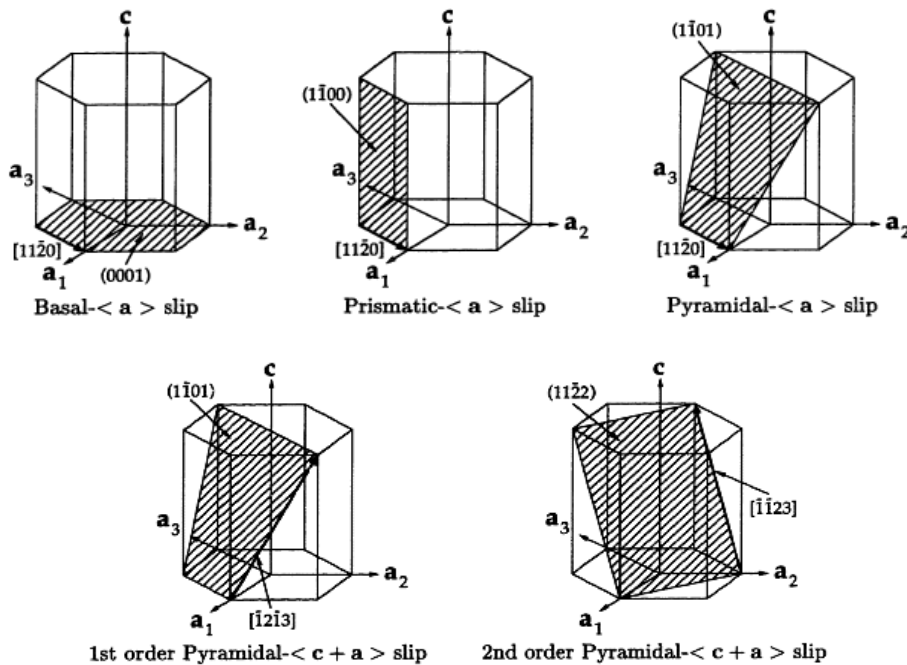 c
c
c
(11̄01)
(11̄00)
a₃
a₃
a₃
a₂
a₂
a₂
[112̄0]
[112̄0]
[112̄0]
(0001)
a₁
a₁
a₁
Basal-< a > slip
Prismatic-< a > slip
Pyramidal-< a > slip
c
c
(11̄01)
(112̄2)
[1̄1̄23]
a₃
a₃
a₂
a₂
a₁
[1̄21̄3]
a₁
1st order Pyramidal-< c + a > slip
2nd order Pyramidal-< c + a > slip